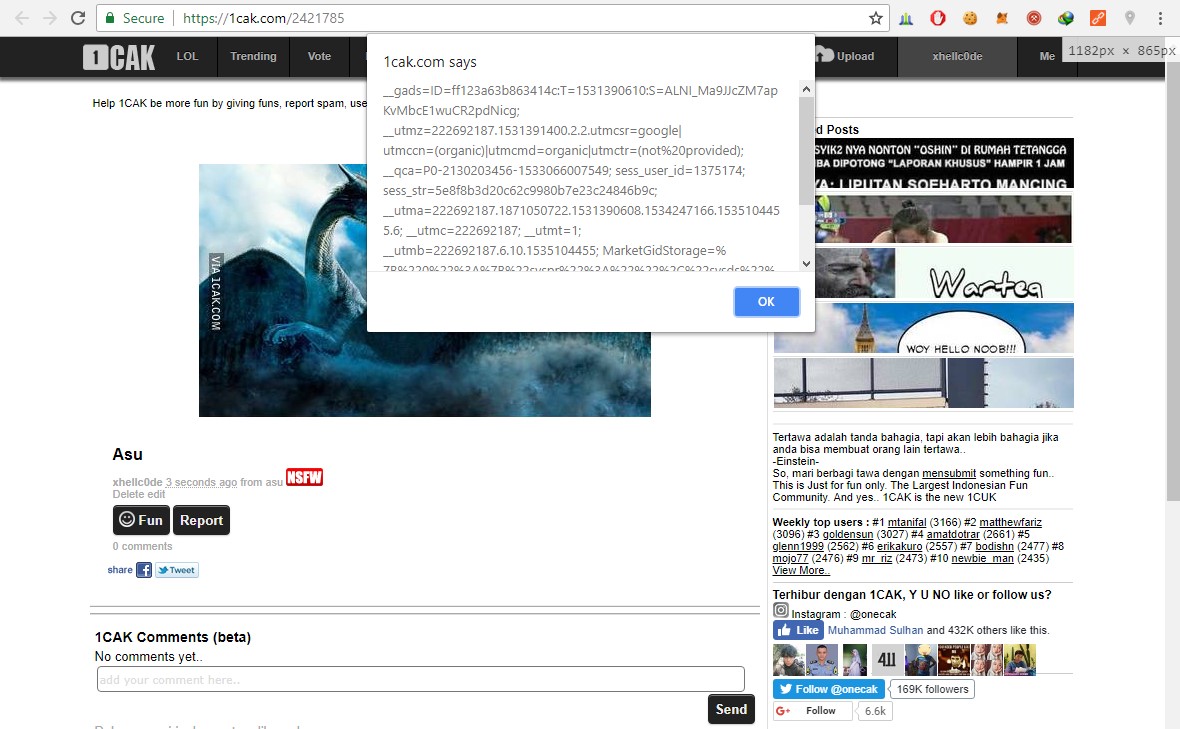 Secure https://1cak.com/2421785
1CAK LOL Trending Vote Upload xhellc0de Me 1182px × 865px
Help 1CAK be more fun by giving funs, report spam, use
1cak.com says
__gads=ID=ff123a63b863414c:T=1531390610:S=ALNI_Ma9JJcZM7ap
KvMbcE1wuCR2pdNicg;
__utmz=222692187.1531391400.2.2.utmcsr=google|
utmccn=(organic)|utmcmd=organic|utmctr=(not%20provided);
__qca=P0-2130203456-1533066007549; sess_user_id=1375174;
sess_str=5e8f8b3d20c62c9980b7e23c24846b9c;
__utma=222692187.1871050722.1531390608.1534247166.153510445
5.6; __utmc=222692187; __utmt=1;
__utmb=222692187.6.10.1535104455; MarketGidStorage=%
7B%220%22%3A%7B%22svspr%22%3A%22%22%2C%22svsds%22%
OK
VIA 1CAK.COM
Asu
xhellc0de 3 seconds ago from asu NSFW
Delete edit
Fun Report
0 comments
share Tweet
1CAK Comments (beta)
No comments yet..
add your comment here..
Send
d Posts
SYIK2 NYA NONTON "OSHIN" DI RUMAH TETANGGA
BA DIPOTONG "LAPORAN KHUSUS" HAMPIR 1 JAM
YA: LIPUTAN SOEHARTO MANCING
Warteg
WOY HELLO NOOB!!!
Tertawa adalah tanda bahagia, tapi akan lebih bahagia jika
anda bisa membuat orang lain tertawa..
-Einstein-
So, mari berbagi tawa dengan mensubmit something fun..
This is Just for fun only. The Largest Indonesian Fun
Community. And yes.. 1CAK is the new 1CUK
Weekly top users : #1 mtanifal (3166) #2 matthewfariz
(3096) #3 goldensun (3027) #4 amatdotrar (2661) #5
glenn1999 (2562) #6 erikakuro (2557) #7 bodishn (2477) #8
mojo77 (2476) #9 mr_riz (2473) #10 newbie_man (2435)
View More..
Terhibur dengan 1CAK, Y U NO like or follow us?
Instagram : @onecak
Like Muhammad Sulhan and 432K others like this.
411
Follow @onecak 169K followers
G+ Follow 6.6k